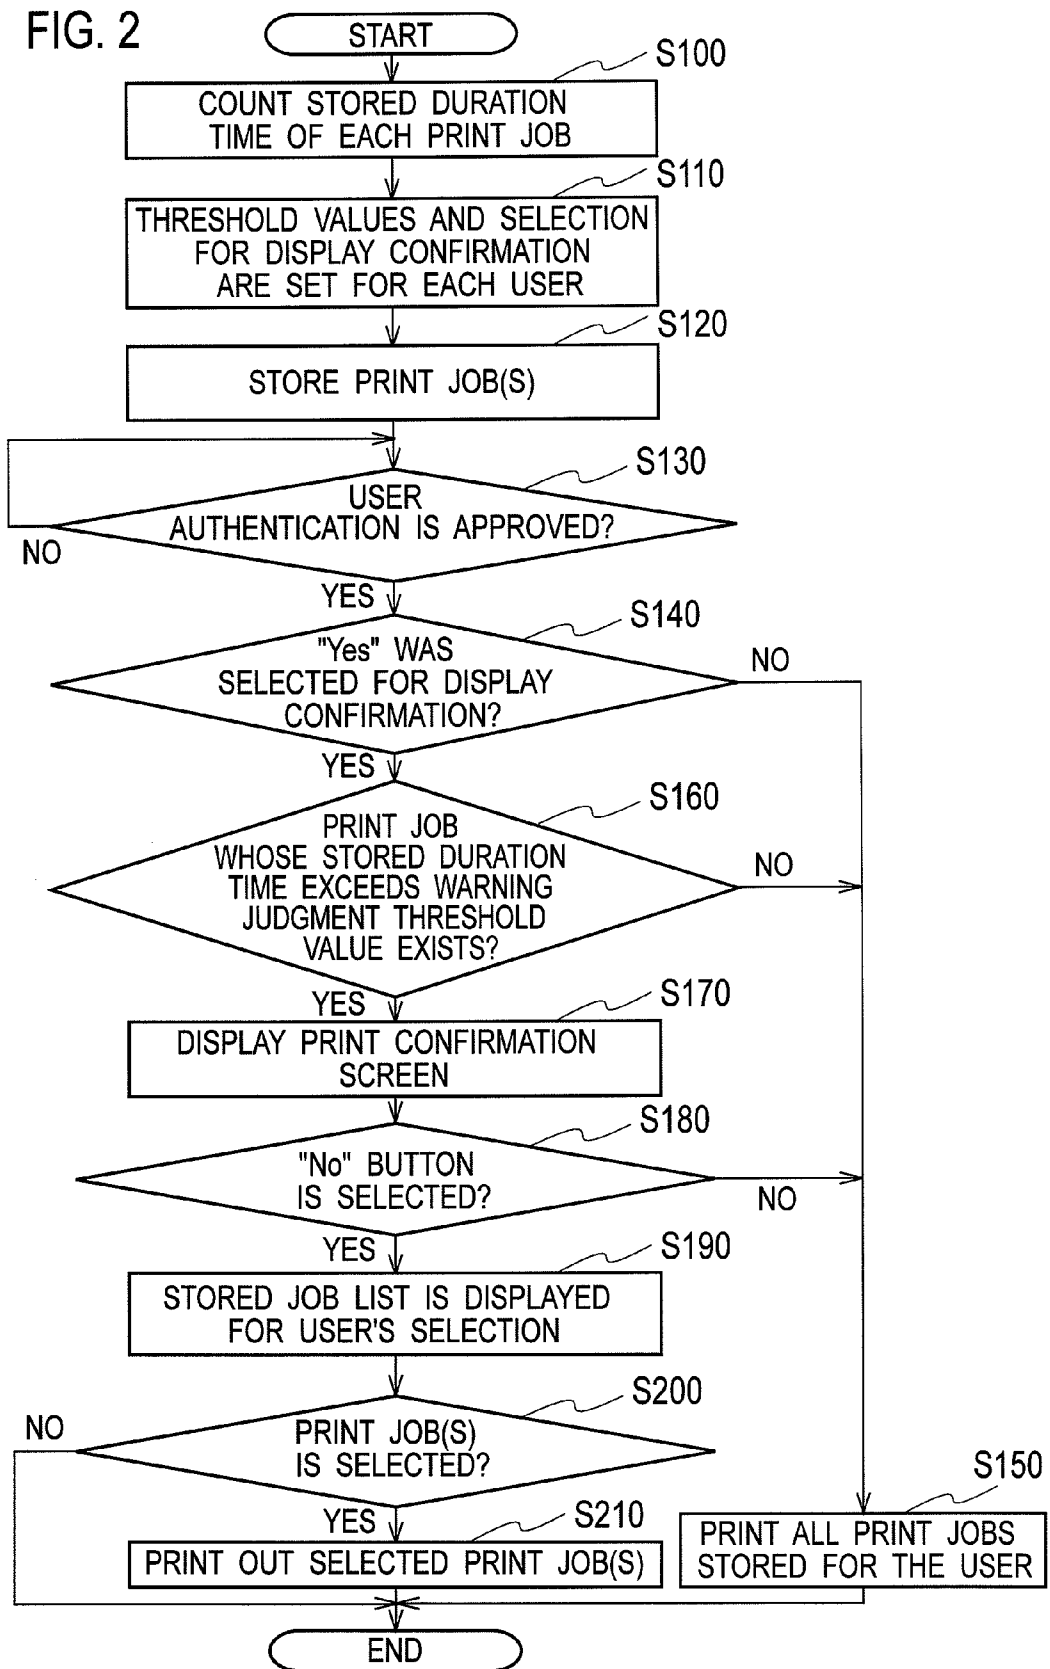 FIG. 2
START
S100
COUNT STORED DURATION
TIME OF EACH PRINT JOB
S110
THRESHOLD VALUES AND SELECTION
FOR DISPLAY CONFIRMATION
ARE SET FOR EACH USER
S120
STORE PRINT JOB(S)
S130
USER
AUTHENTICATION IS APPROVED?
NO
YES
S140
"Yes" WAS
SELECTED FOR DISPLAY
CONFIRMATION?
NO
YES
S160
PRINT JOB
WHOSE STORED DURATION
TIME EXCEEDS WARNING
JUDGMENT THRESHOLD
VALUE EXISTS?
NO
YES
S170
DISPLAY PRINT CONFIRMATION
SCREEN
S180
"No" BUTTON
IS SELECTED?
NO
YES
S190
STORED JOB LIST IS DISPLAYED
FOR USER'S SELECTION
S200
NO
PRINT JOB(S)
IS SELECTED?
YES
S210
PRINT OUT SELECTED PRINT JOB(S)
S150
PRINT ALL PRINT JOBS
STORED FOR THE USER
END